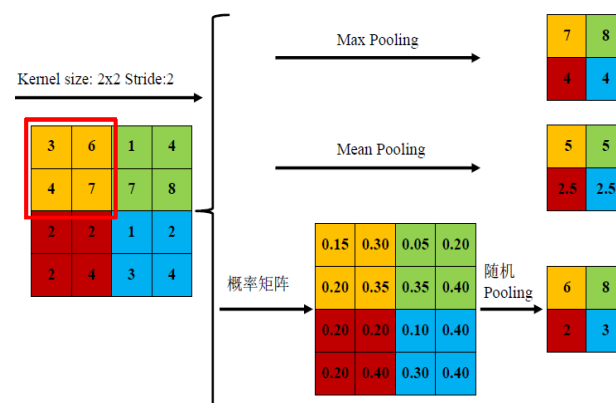 Max Pooling
7 8
4 4
Kernel size: 2x2 Stride:2
3 6 1 4
4 7 7 8
2 2 1 2
2 4 3 4
Mean Pooling
5 5
2.5 2.5
概率矩阵
0.15 0.30 0.05 0.20
0.20 0.35 0.35 0.40
0.20 0.20 0.10 0.40
0.20 0.40 0.30 0.40
随机
Pooling
6 8
2 3